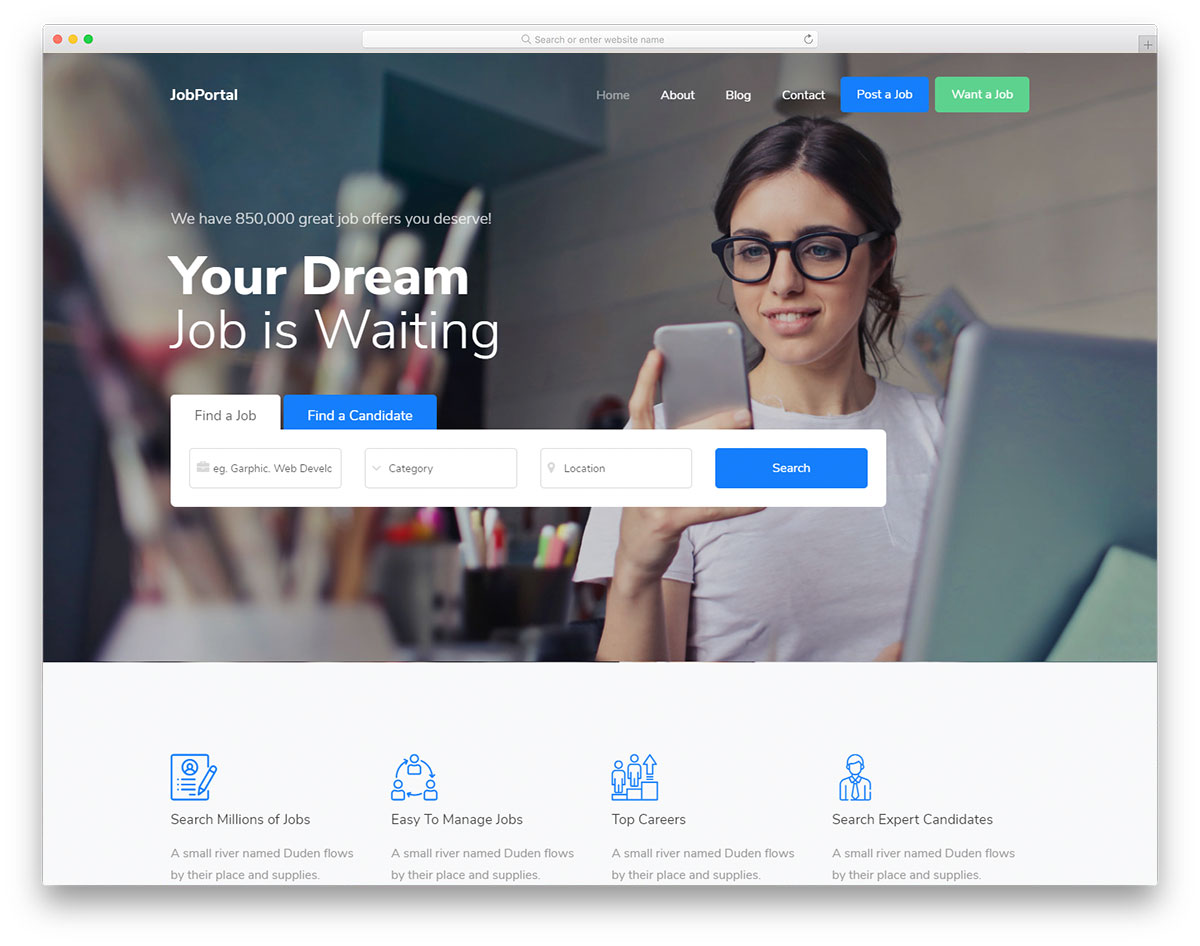 Search or enter website name
JobPortal
Home
About
Blog
Contact
Post a Job
Want a Job
We have 850,000 great job offers you deserve!
Your Dream
Job is Waiting
Find a Job
Find a Candidate
eg. Garphic. Web Develc
Category
Location
Search
Search Millions of Jobs
A small river named Duden flows
by their place and supplies.
Easy To Manage Jobs
A small river named Duden flows
by their place and supplies.
Top Careers
A small river named Duden flows
by their place and supplies.
Search Expert Candidates
A small river named Duden flows
by their place and supplies.